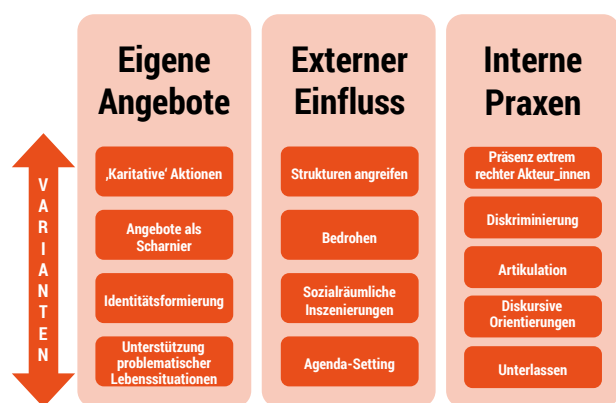 Eigene
Angebote
‚Karitative‘ Aktionen
Angebote als
Scharnier
Identitätsformierung
Unterstützung
problematischer
Lebenssituationen
Externer
Einfluss
Strukturen angreifen
Bedrohen
Sozialräumliche
Inszenierungen
Agenda-Setting
Interne
Praxen
Präsenz extrem
rechter Akteur_innen
Diskriminierung
Artikulation
Diskursive
Orientierungen
Unterlassen
VARIANTEN